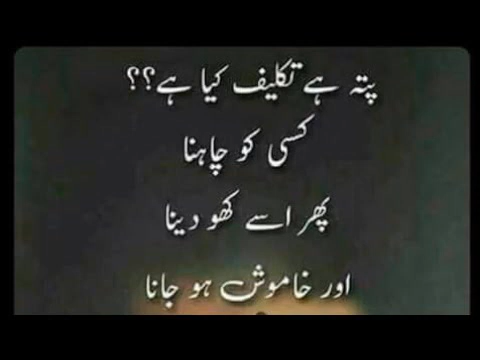 پتہ ہے تکلیف کیا ہے؟؟
کسی کو چاہنا
پھر اسے کھو دینا
اور خاموش ہو جانا